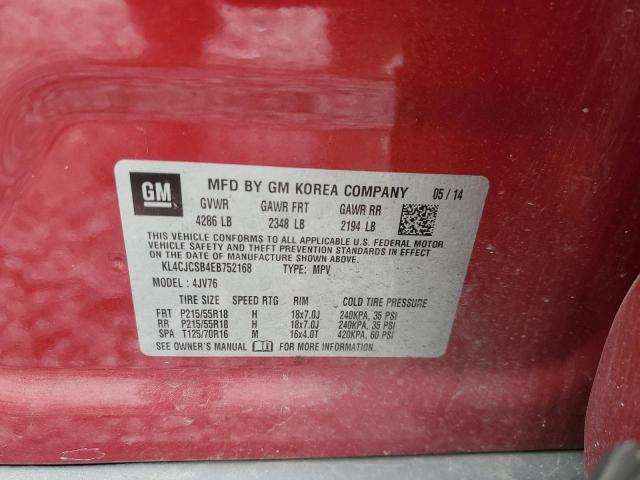 GM MFD BY GM KOREA COMPANY 05/14
GVWR GAWR FRT GAWR RR
4286 LB 2348 LB 2194 LB
THIS VEHICLE CONFORMS TO ALL APPLICABLE U.S. FEDERAL MOTOR
VEHICLE SAFETY AND THEFT PREVENTION STANDARDS IN EFFECT
ON THE DATE OF MANUFACTURE SHOWN ABOVE.
KL4CJCSB4EB752168 TYPE: MPV
MODEL : 4JV76
TIRE SIZE SPEED RTG RIM COLD TIRE PRESSURE
FRT P215/55R18 H 18x7.0J 240KPA, 35 PSI
RR P215/55R18 H 18x7.0J 240KPA, 35 PSI
SPA T125/70R16 M 16x4.0T 420KPA, 60 PSI
SEE OWNER'S MANUAL FOR MORE INFORMATION.